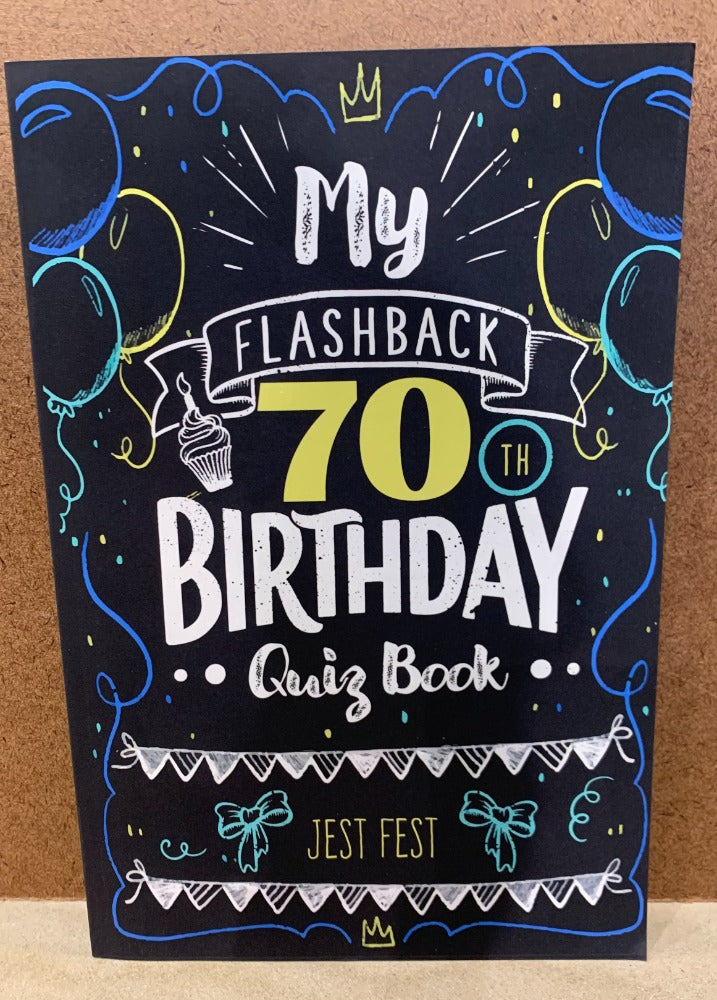 My
FLASHBACK
70 TH
BIRTHDAY
Quiz Book
JEST FEST